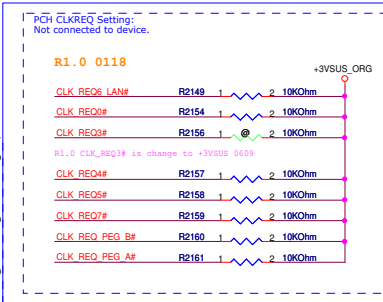 PCH CLKREQ Setting:
Not connected to device.
R1.0 0118
+3VSUS_ORG
CLK_REQ6_LAN# R2149 1 2 10KOhm
CLK_REQ0# R2154 1 2 10KOhm
CLK_REQ3# R2156 1 @ 2 10KOhm
R1.0 CLK_REQ3# is change to +3VSUS 0609
CLK_REQ4# R2157 1 2 10KOhm
CLK_REQ5# R2158 1 2 10KOhm
CLK_REQ7# R2159 1 2 10KOhm
CLK_REQ_PEG_B# R2160 1 2 10KOhm
CLK_REQ_PEG_A# R2161 1 2 10KOhm